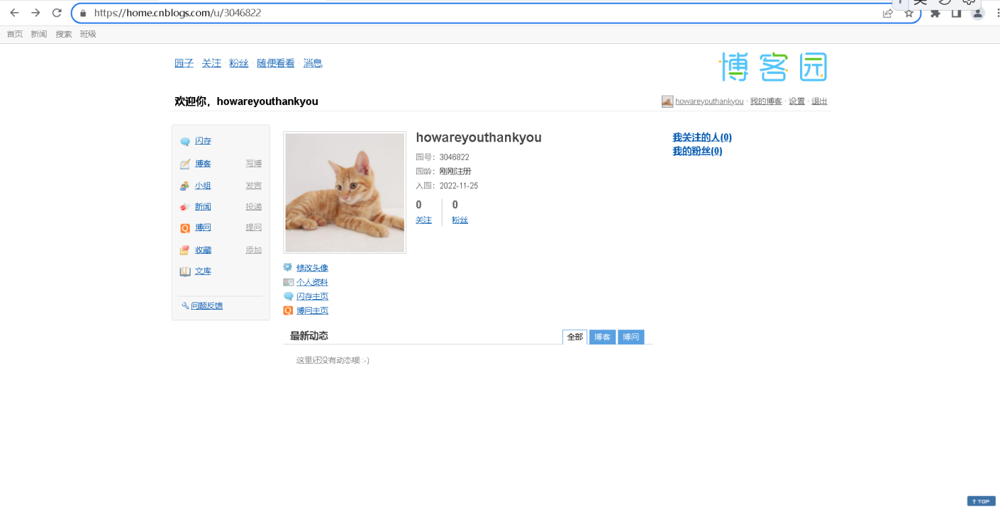 https://home.cnblogs.com/u/3046822
首页 新闻 搜索 班级
园子 · 关注 · 粉丝 · 随便看看 · 消息
博客园
欢迎你，howareyouthankyou
howareyouthankyou · 我的博客 · 设置 · 退出
闪存
博客 写博
小组 发言
新闻 投递
博问 提问
收藏 添加
文库
问题反馈
howareyouthankyou
园号：3046822
园龄：刚刚注册
入园：2022-11-25
0 0
关注 粉丝
修改头像
个人资料
闪存主页
博问主页
我关注的人(0)
我的粉丝(0)
最新动态 全部 博客 博问
这里还没有动态哦 :-)
TOP